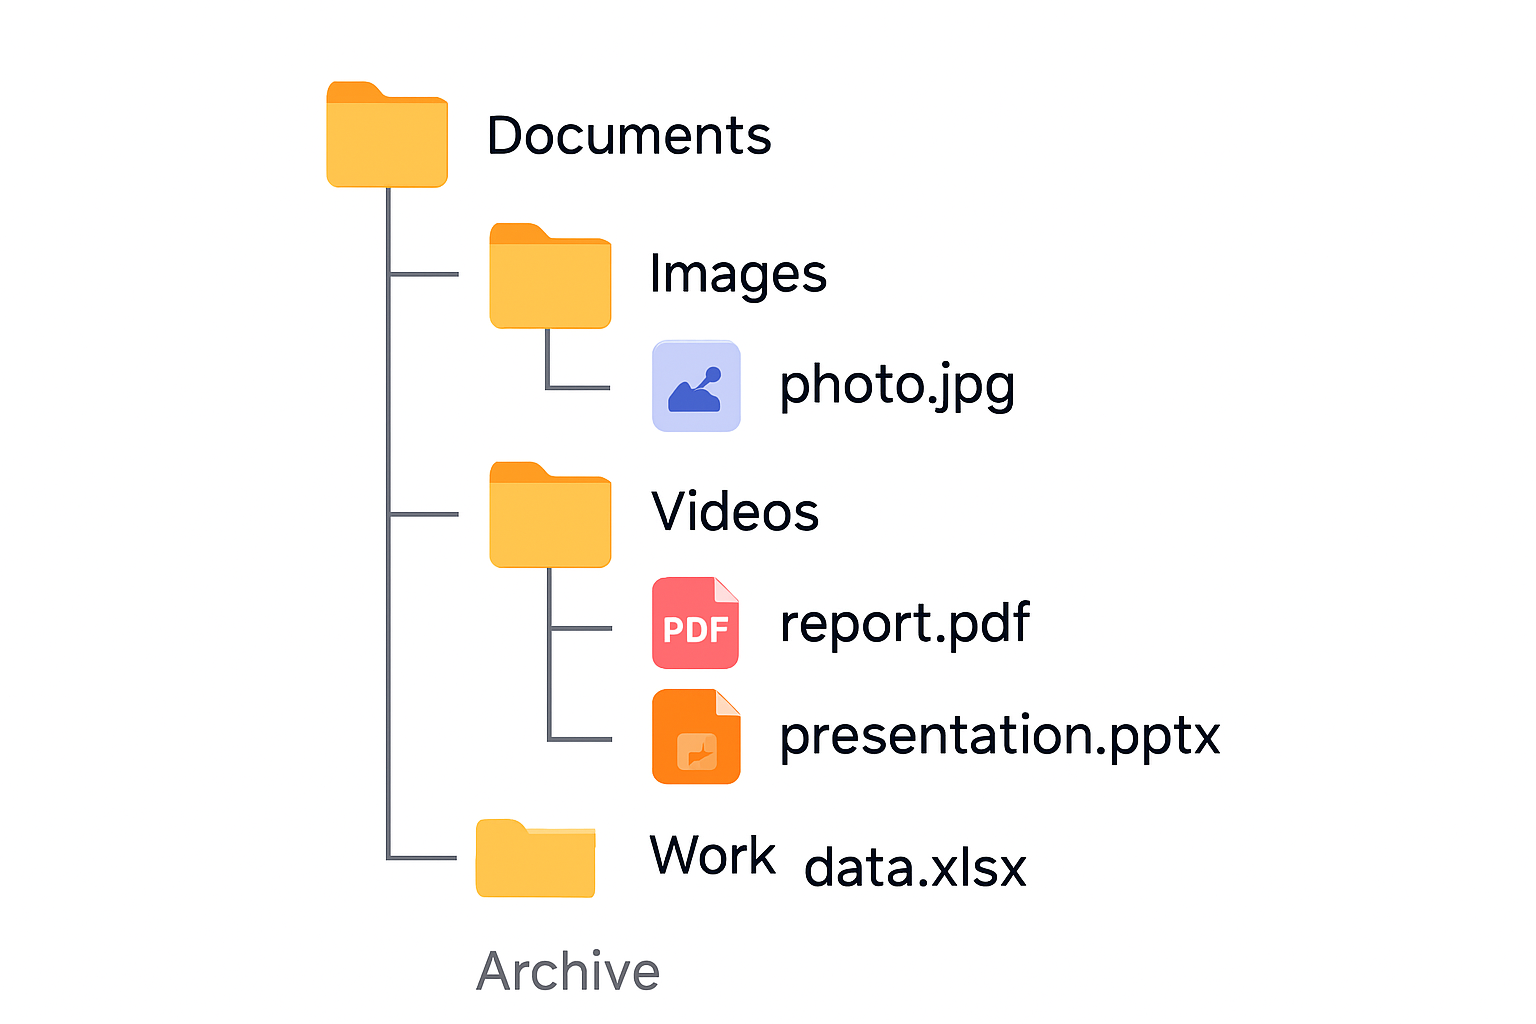 Documents
Images
photo.jpg
Videos
PDF report.pdf
presentation.pptx
Work data.xlsx
Archive